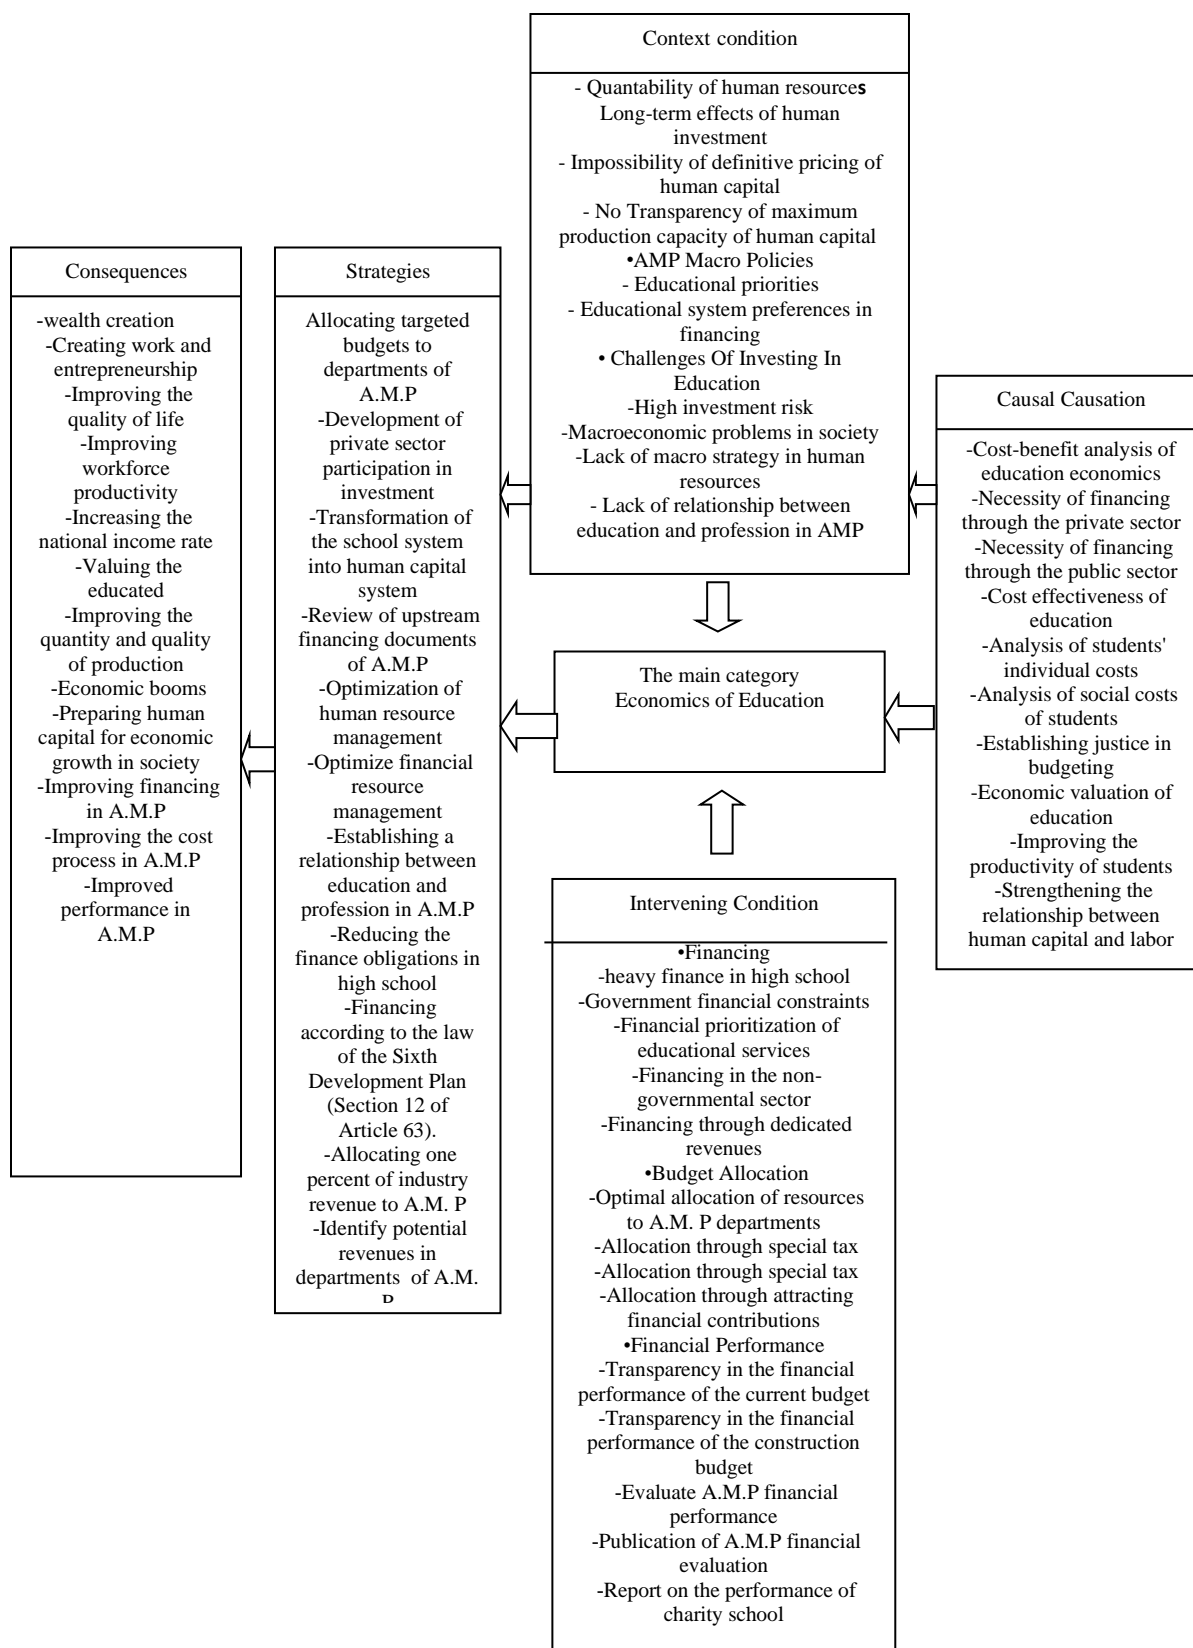 Context condition
- Quantability of human resources
Long-term effects of human
investment
- Impossibility of definitive pricing of
human capital
- No Transparency of maximum
production capacity of human capital
•AMP Macro Policies
- Educational priorities
- Educational system preferences in
financing
• Challenges Of Investing In
Education
-High investment risk
-Macroeconomic problems in society
-Lack of macro strategy in human
resources
- Lack of relationship between
education and profession in AMP
Consequences
-wealth creation
-Creating work and
entrepreneurship
-Improving the
quality of life
-Improving
workforce
productivity
-Increasing the
national income rate
-Valuing the
educated
-Improving the
quantity and quality
of production
-Economic booms
-Preparing human
capital for economic
growth in society
-Improving financing
in A.M.P
-Improving the cost
process in A.M.P
-Improved
performance in
A.M.P
Strategies
Allocating targeted
budgets to
departments of
A.M.P
-Development of
private sector
participation in
investment
-Transformation of
the school system
into human capital
system
-Review of upstream
financing documents
of A.M.P
-Optimization of
human resource
management
-Optimize financial
resource
management
-Establishing a
relationship between
education and
profession in A.M.P
-Reducing the
finance obligations in
high school
-Financing
according to the law
of the Sixth
Development Plan
(Section 12 of
Article 63).
-Allocating one
percent of industry
revenue to A.M. P
-Identify potential
revenues in
departments of A.M.
P
The main category
Economics of Education
Causal Causation
-Cost-benefit analysis of
education economics
-Necessity of financing
through the private sector
-Necessity of financing
through the public sector
-Cost effectiveness of
education
-Analysis of students'
individual costs
-Analysis of social costs
of students
-Establishing justice in
budgeting
-Economic valuation of
education
-Improving the
productivity of students
-Strengthening the
relationship between
human capital and labor
Intervening Condition
•Financing
-heavy finance in high school
-Government financial constraints
-Financial prioritization of
educational services
-Financing in the non-
governmental sector
-Financing through dedicated
revenues
•Budget Allocation
-Optimal allocation of resources
to A.M. P departments
-Allocation through special tax
-Allocation through special tax
-Allocation through attracting
financial contributions
•Financial Performance
-Transparency in the financial
performance of the current budget
-Transparency in the financial
performance of the construction
budget
-Evaluate A.M.P financial
performance
-Publication of A.M.P financial
evaluation
-Report on the performance of
charity school